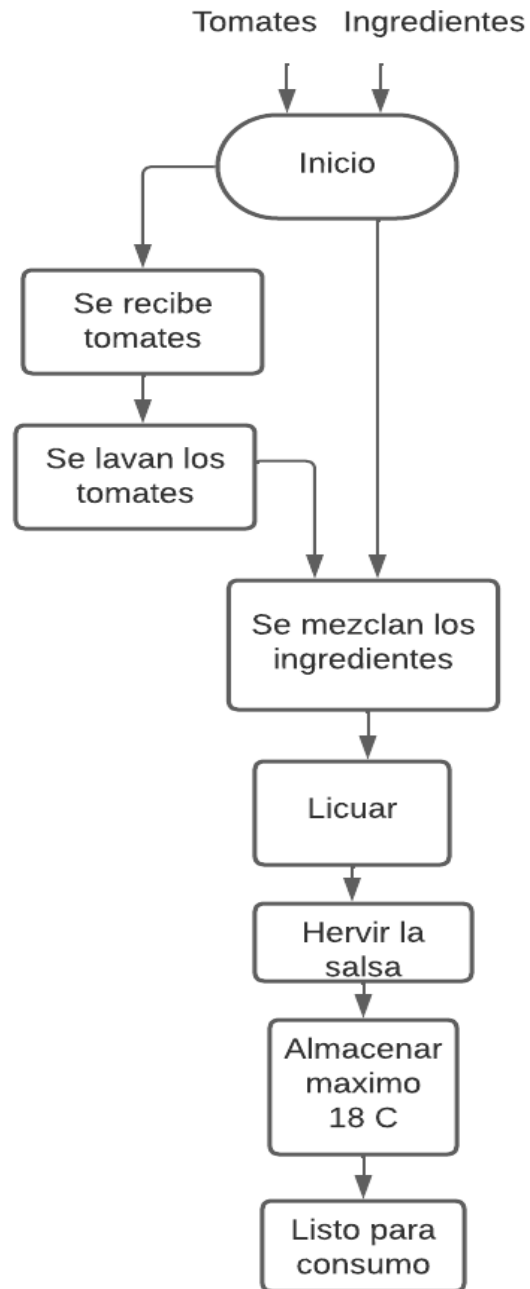 Tomates Ingredientes
Inicio
Se recibe
tomates
Se lavan los
tomates
Se mezclan los
ingredientes
Licuar
Hervir la
salsa
Almacenar
maximo
18 C
Listo para
consumo